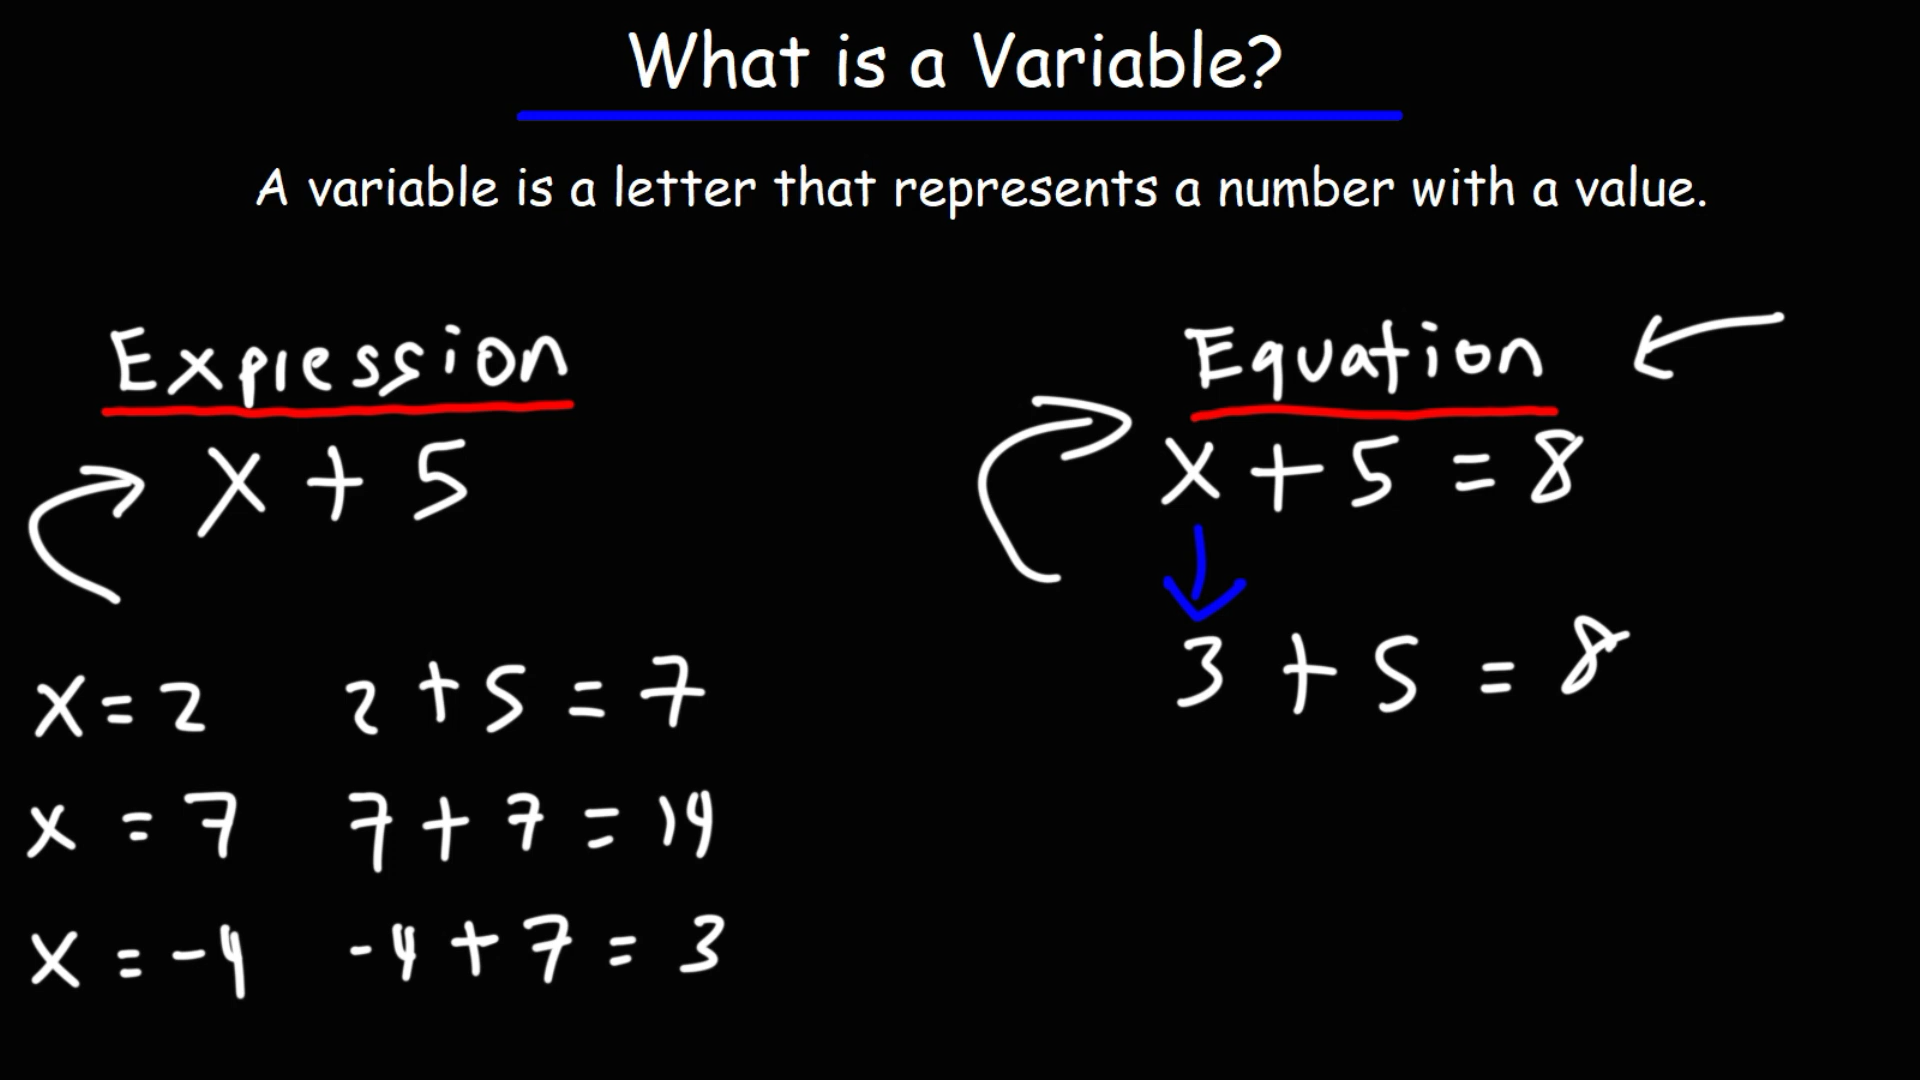 What is a Variable?
A variable is a letter that represents a number with a value.
Expression
x + 5
x = 2 2 + 5 = 7
x = 7 7 + 7 = 14
x = -4 -4 + 7 = 3
Equation
x + 5 = 8
3 + 5 = 8